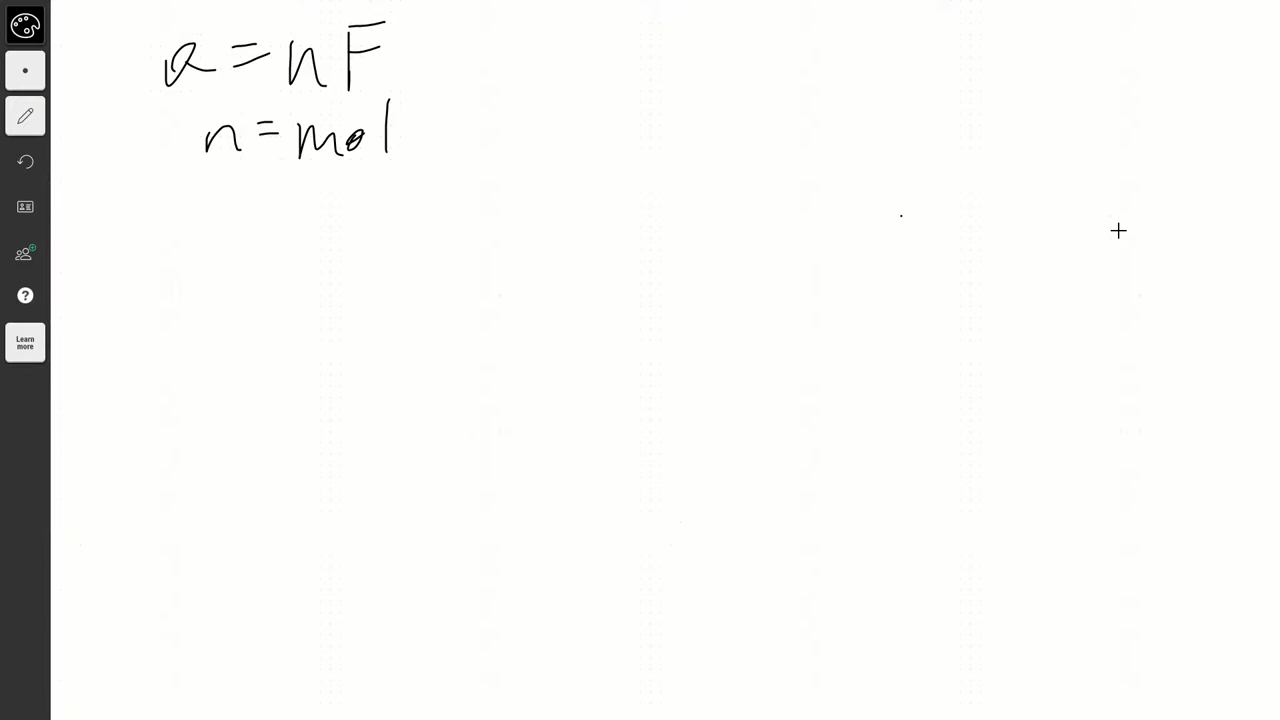 a = nF
n = mol
Learn
more